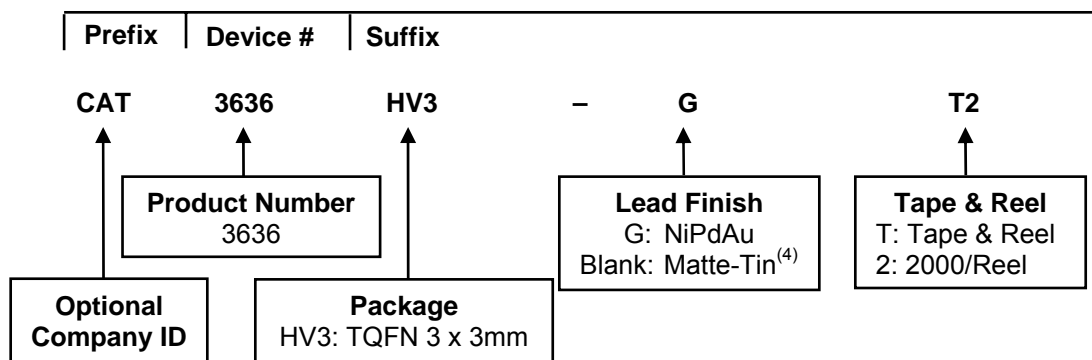 Prefix Device # Suffix
CAT 3636 HV3 – G T2
Product Number
3636
Lead Finish
G: NiPdAu
Blank: Matte-Tin(4)
Tape & Reel
T: Tape & Reel
2: 2000/Reel
Optional
Company ID
Package
HV3: TQFN 3 x 3mm